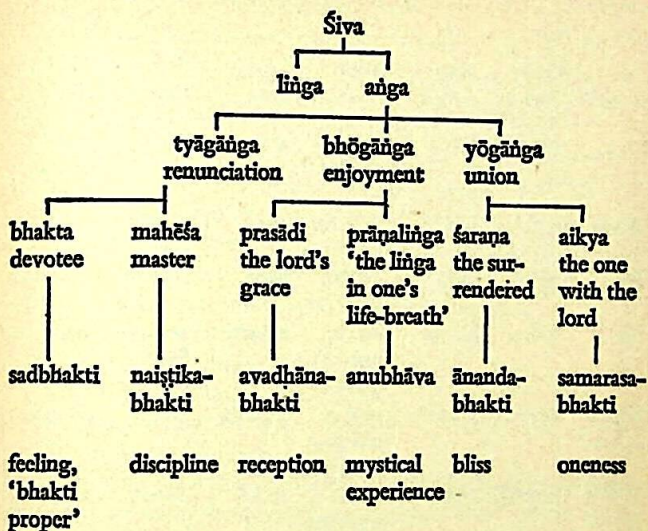 Śiva
liṅga aṅga
tyāgāṅga bhōgāṅga yōgāṅga
renunciation enjoyment union
bhakta mahēśa prasādi prāṇaliṅga śaraṇa aikya
devotee master the lord's 'the liṅga the sur- the one
grace in one's rendered with the
life-breath' lord
sadbhakti naiṣṭika- avadhāna- anubhāva ānanda- samarasa-
bhakti bhakti bhakti bhakti
feeling, discipline reception mystical bliss oneness
'bhakti experience
proper'